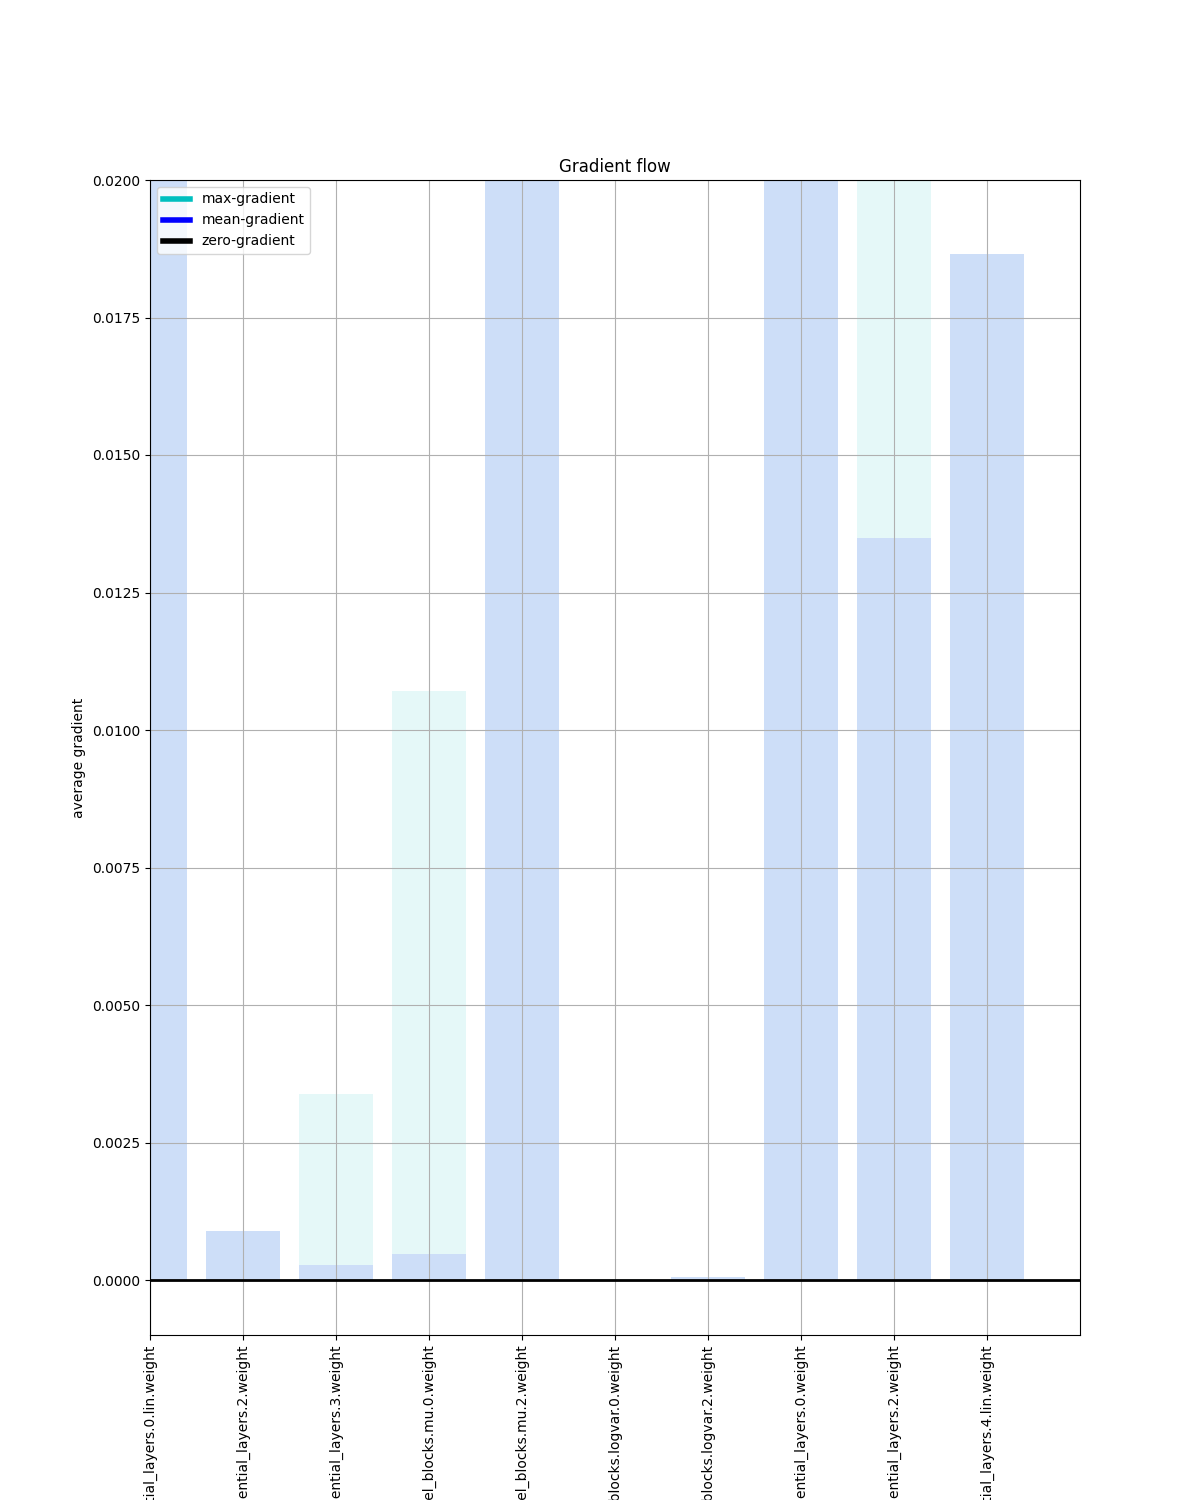 Gradient flow
max-gradient
mean-gradient
zero-gradient
0.0200
0.0175
0.0150
0.0125
0.0100
0.0075
0.0050
0.0025
0.0000
average gradient
tial_layers.0.lin.weight
ential_layers.2.weight
ential_layers.3.weight
el_blocks.mu.0.weight
el_blocks.mu.2.weight
blocks.logvar.0.weight
blocks.logvar.2.weight
ential_layers.0.weight
ential_layers.2.weight
tial_layers.4.lin.weight